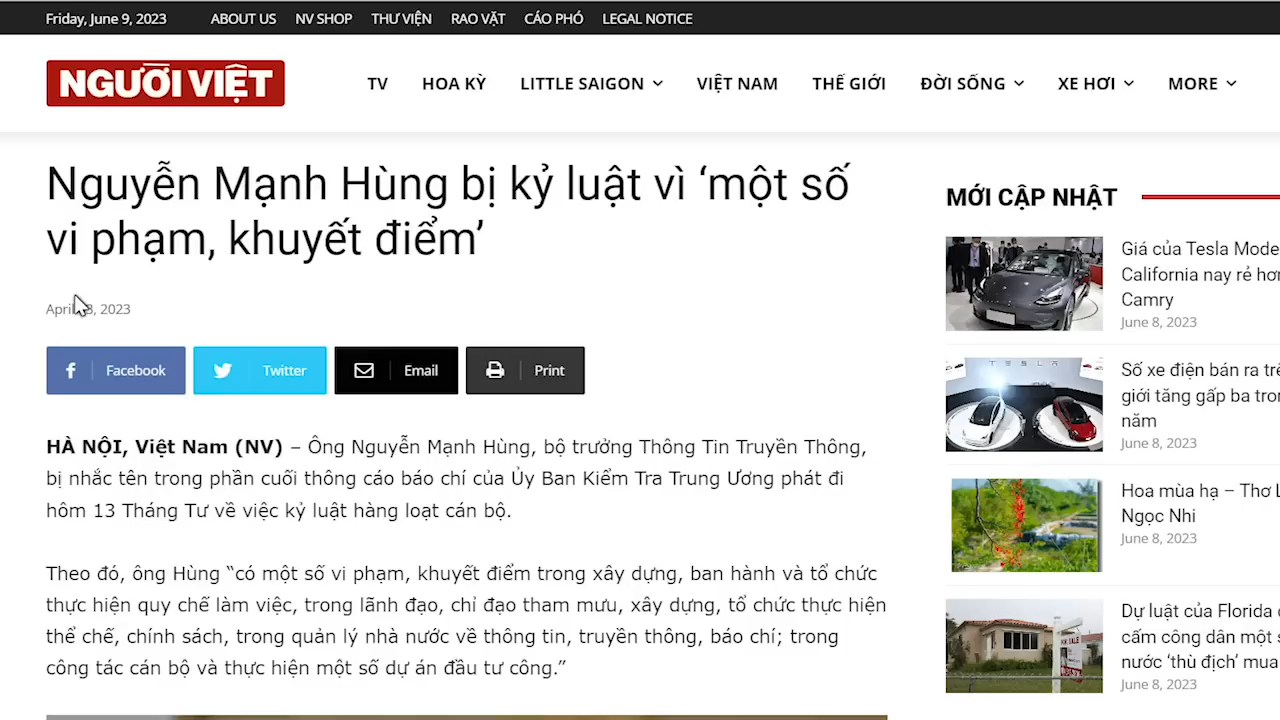 Friday, June 9, 2023
ABOUT US
NV SHOP
THƯ VIỆN
RAO VẶT
CÁO PHÓ
LEGAL NOTICE
NGƯỜI VIỆT
TV
HOA KỲ
LITTLE SAIGON
VIỆT NAM
THẾ GIỚI
ĐỜI SỐNG
XE HƠI
MORE
Nguyễn Mạnh Hùng bị kỷ luật vì ‘một số
vi phạm, khuyết điểm’
3, 2023
Facebook
Twitter
Email
Print
HÀ NỘI, Việt Nam (NV) – Ông Nguyễn Mạnh Hùng, bộ trưởng Thông Tin Truyền Thông,
bị nhắc tên trong phần cuối thông cáo báo chí của Ủy Ban Kiểm Tra Trung Ương phát đi
hôm 13 Tháng Tư về việc kỷ luật hàng loạt cán bộ.
Theo đó, ông Hùng “có một số vi phạm, khuyết điểm trong xây dựng, ban hành và tổ chức
thực hiện quy chế làm việc, trong lãnh đạo, chỉ đạo tham mưu, xây dựng, tổ chức thực hiện
thể chế, chính sách, trong quản lý nhà nước về thông tin, truyền thông, báo chí; trong
công tác cán bộ và thực hiện một số dự án đầu tư công.”
MỚI CẬP NHẬT
Giá của Tesla Mode
California nay rẻ hơ
Camry
June 8, 2023
TESLA
Số xe điện bán ra tr
giới tăng gấp ba tro
năm
June 8, 2023
Hoa mùa hạ – Thơ L
Ngọc Nhi
June 8, 2023
Dự luật của Florida
cấm công dân một s
nước ‘thù địch’ mua
June 8, 2023
SALE